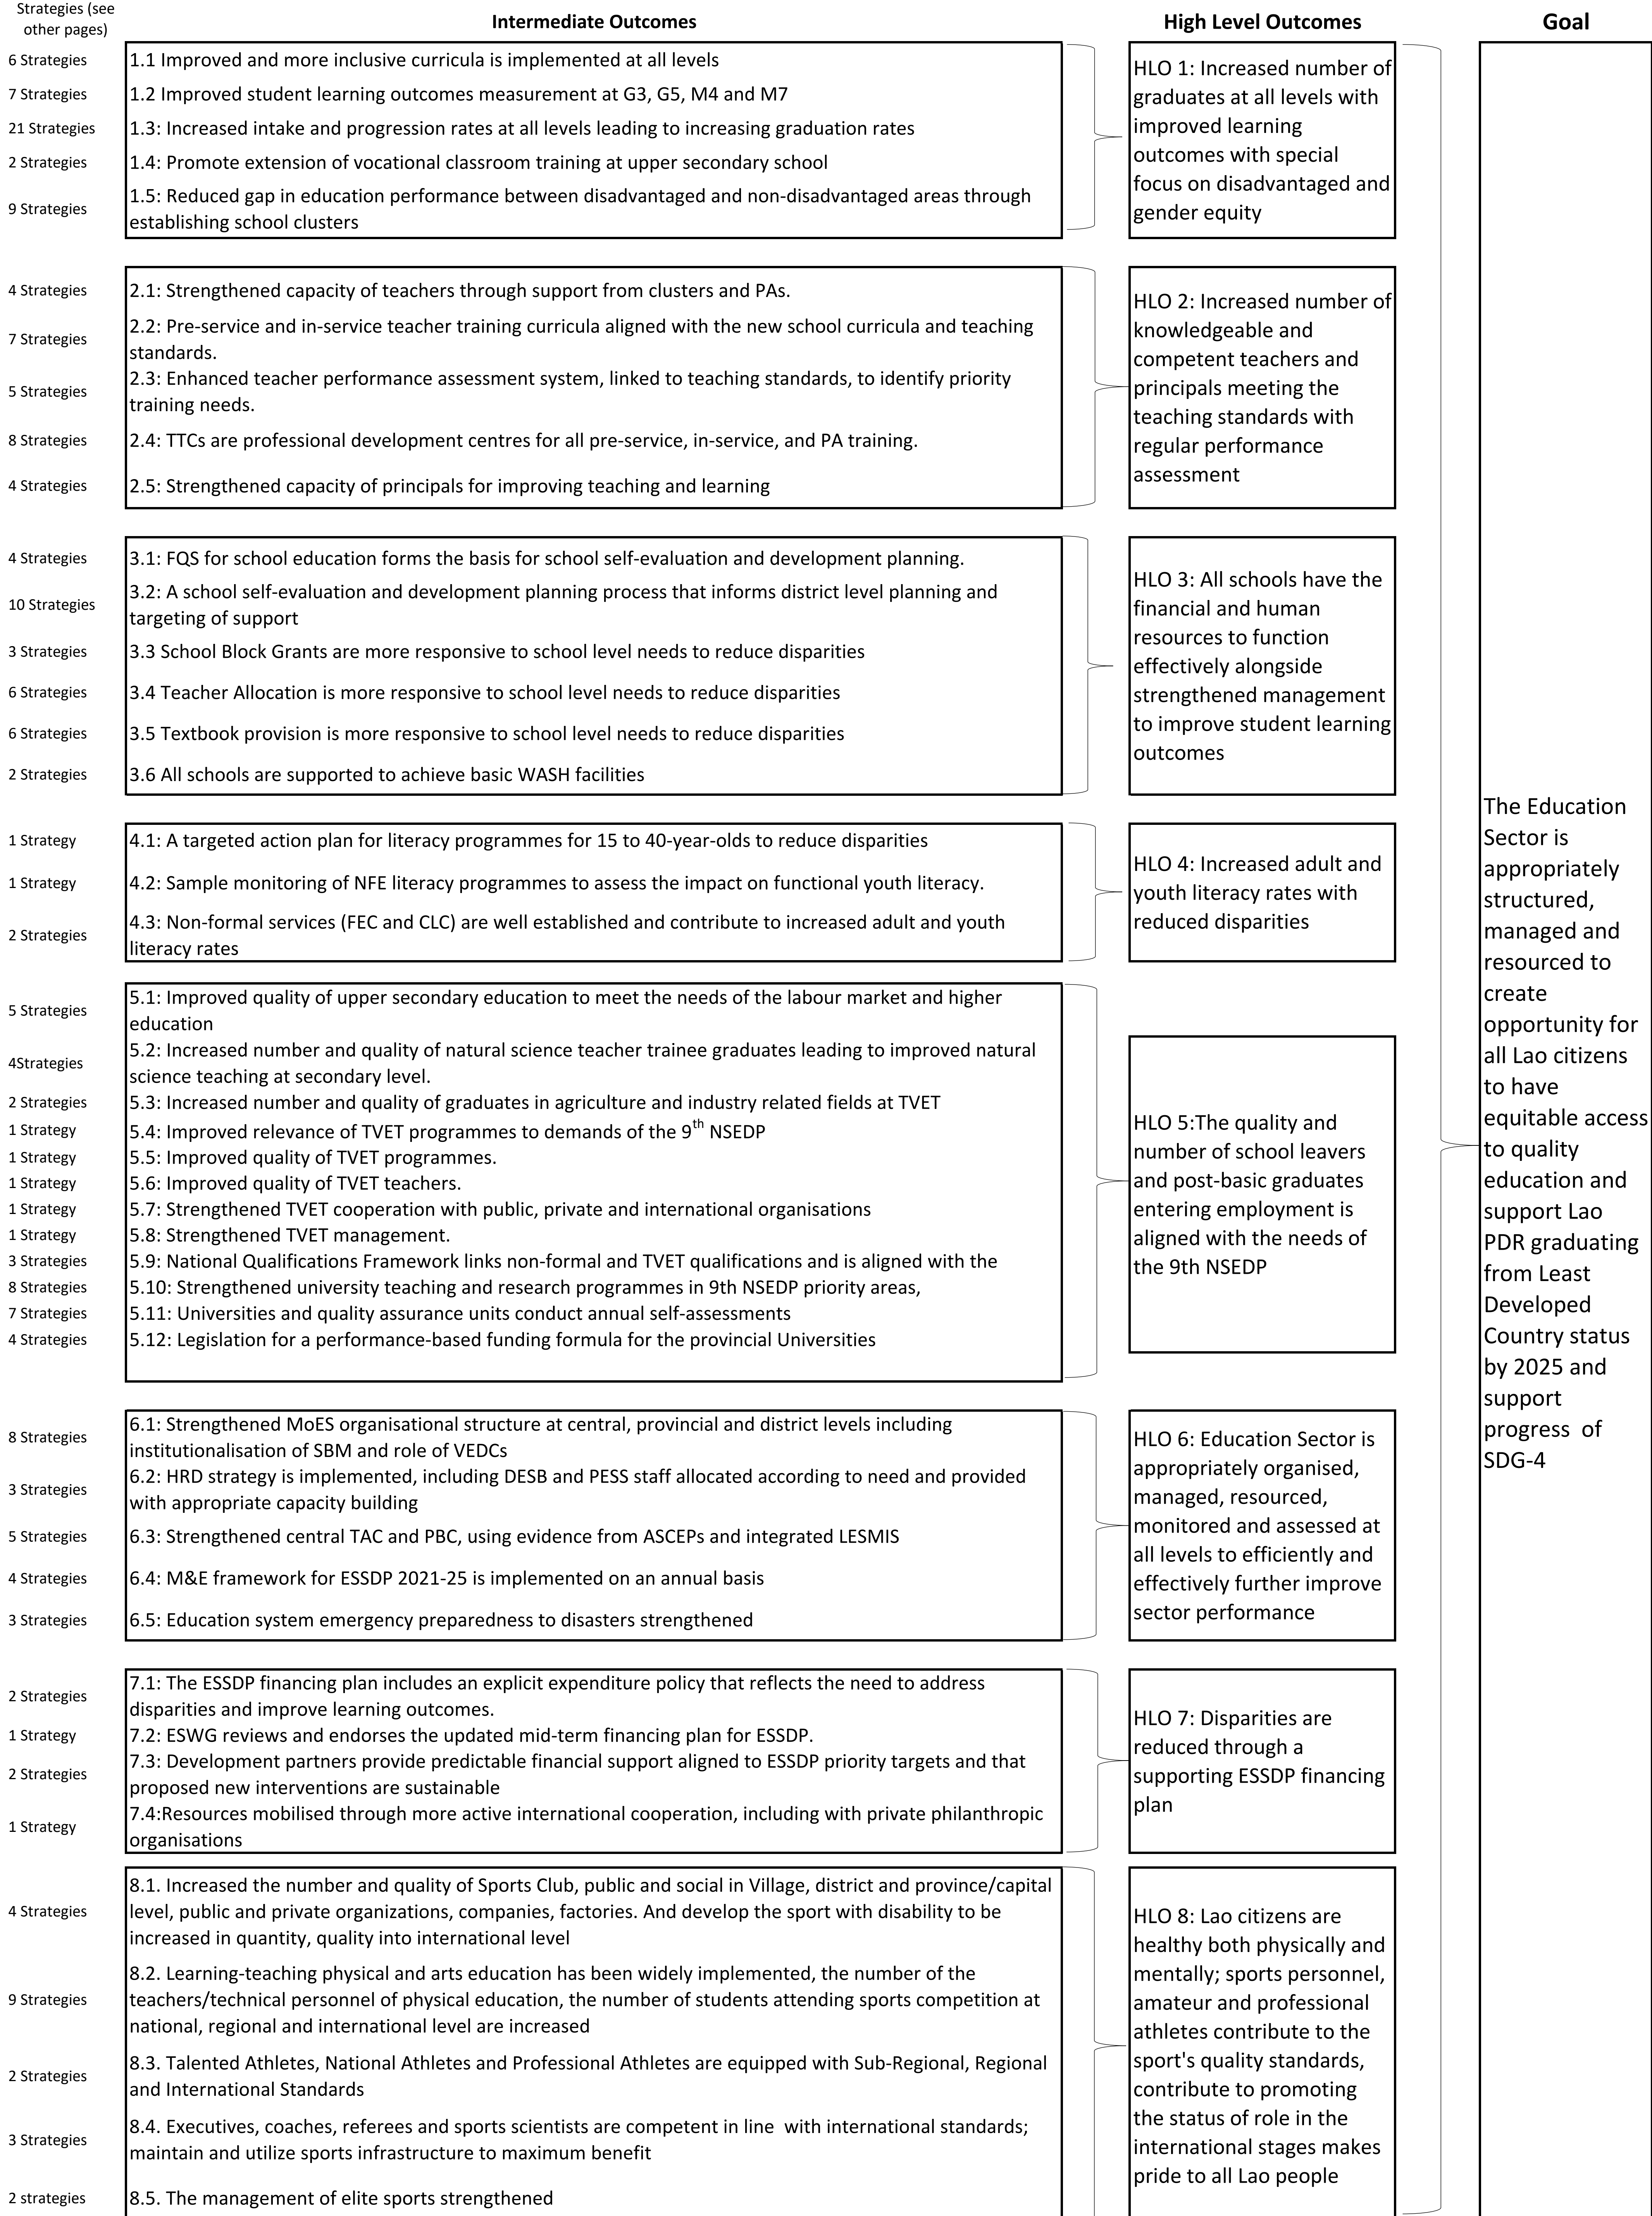 Strategies (see
other pages)
Intermediate Outcomes
High Level Outcomes
Goal
6 Strategies
1.1 Improved and more inclusive curricula is implemented at all levels
7 Strategies
1.2 Improved student learning outcomes measurement at G3, G5, M4 and M7
21 Strategies
1.3: Increased intake and progression rates at all levels leading to increasing graduation rates
2 Strategies
1.4: Promote extension of vocational classroom training at upper secondary school
9 Strategies
1.5: Reduced gap in education performance between disadvantaged and non-disadvantaged areas through
establishing school clusters
HLO 1: Increased number of
graduates at all levels with
improved learning
outcomes with special
focus on disadvantaged and
gender equity
4 Strategies
2.1: Strengthened capacity of teachers through support from clusters and PAs.
7 Strategies
2.2: Pre-service and in-service teacher training curricula aligned with the new school curricula and teaching
standards.
5 Strategies
2.3: Enhanced teacher performance assessment system, linked to teaching standards, to identify priority
training needs.
8 Strategies
2.4: TTCs are professional development centres for all pre-service, in-service, and PA training.
4 Strategies
2.5: Strengthened capacity of principals for improving teaching and learning
HLO 2: Increased number of
knowledgeable and
competent teachers and
principals meeting the
teaching standards with
regular performance
assessment
4 Strategies
3.1: FQS for school education forms the basis for school self-evaluation and development planning.
10 Strategies
3.2: A school self-evaluation and development planning process that informs district level planning and
targeting of support
3 Strategies
3.3 School Block Grants are more responsive to school level needs to reduce disparities
6 Strategies
3.4 Teacher Allocation is more responsive to school level needs to reduce disparities
6 Strategies
3.5 Textbook provision is more responsive to school level needs to reduce disparities
2 Strategies
3.6 All schools are supported to achieve basic WASH facilities
HLO 3: All schools have the
financial and human
resources to function
effectively alongside
strengthened management
to improve student learning
outcomes
1 Strategy
4.1: A targeted action plan for literacy programmes for 15 to 40-year-olds to reduce disparities
1 Strategy
4.2: Sample monitoring of NFE literacy programmes to assess the impact on functional youth literacy.
2 Strategies
4.3: Non-formal services (FEC and CLC) are well established and contribute to increased adult and youth
literacy rates
HLO 4: Increased adult and
youth literacy rates with
reduced disparities
5 Strategies
5.1: Improved quality of upper secondary education to meet the needs of the labour market and higher
education
4Strategies
5.2: Increased number and quality of natural science teacher trainee graduates leading to improved natural
science teaching at secondary level.
2 Strategies
5.3: Increased number and quality of graduates in agriculture and industry related fields at TVET
1 Strategy
5.4: Improved relevance of TVET programmes to demands of the 9th NSEDP
1 Strategy
5.5: Improved quality of TVET programmes.
1 Strategy
5.6: Improved quality of TVET teachers.
1 Strategy
5.7: Strengthened TVET cooperation with public, private and international organisations
1 Strategy
5.8: Strengthened TVET management.
3 Strategies
5.9: National Qualifications Framework links non-formal and TVET qualifications and is aligned with the
8 Strategies
5.10: Strengthened university teaching and research programmes in 9th NSEDP priority areas,
7 Strategies
5.11: Universities and quality assurance units conduct annual self-assessments
4 Strategies
5.12: Legislation for a performance-based funding formula for the provincial Universities
HLO 5:The quality and
number of school leavers
and post-basic graduates
entering employment is
aligned with the needs of
the 9th NSEDP
8 Strategies
6.1: Strengthened MoES organisational structure at central, provincial and district levels including
institutionalisation of SBM and role of VEDCs
3 Strategies
6.2: HRD strategy is implemented, including DESB and PESS staff allocated according to need and provided
with appropriate capacity building
5 Strategies
6.3: Strengthened central TAC and PBC, using evidence from ASCEPs and integrated LESMIS
4 Strategies
6.4: M&E framework for ESSDP 2021-25 is implemented on an annual basis
3 Strategies
6.5: Education system emergency preparedness to disasters strengthened
HLO 6: Education Sector is
appropriately organised,
managed, resourced,
monitored and assessed at
all levels to efficiently and
effectively further improve
sector performance
2 Strategies
7.1: The ESSDP financing plan includes an explicit expenditure policy that reflects the need to address
disparities and improve learning outcomes.
1 Strategy
7.2: ESWG reviews and endorses the updated mid-term financing plan for ESSDP.
2 Strategies
7.3: Development partners provide predictable financial support aligned to ESSDP priority targets and that
proposed new interventions are sustainable
1 Strategy
7.4:Resources mobilised through more active international cooperation, including with private philanthropic
organisations
HLO 7: Disparities are
reduced through a
supporting ESSDP financing
plan
4 Strategies
8.1. Increased the number and quality of Sports Club, public and social in Village, district and province/capital
level, public and private organizations, companies, factories. And develop the sport with disability to be
increased in quantity, quality into international level
9 Strategies
8.2. Learning-teaching physical and arts education has been widely implemented, the number of the
teachers/technical personnel of physical education, the number of students attending sports competition at
national, regional and international level are increased
2 Strategies
8.3. Talented Athletes, National Athletes and Professional Athletes are equipped with Sub-Regional, Regional
and International Standards
3 Strategies
8.4. Executives, coaches, referees and sports scientists are competent in line  with international standards;
maintain and utilize sports infrastructure to maximum benefit
2 strategies
8.5. The management of elite sports strengthened
HLO 8: Lao citizens are
healthy both physically and
mentally; sports personnel,
amateur and professional
athletes contribute to the
sport's quality standards,
contribute to promoting
the status of role in the
international stages makes
pride to all Lao people
The Education
Sector is
appropriately
structured,
managed and
resourced to
create
opportunity for
all Lao citizens
to have
equitable access
to quality
education and
support Lao
PDR graduating
from Least
Developed
Country status
by 2025 and
support
progress  of
SDG-4